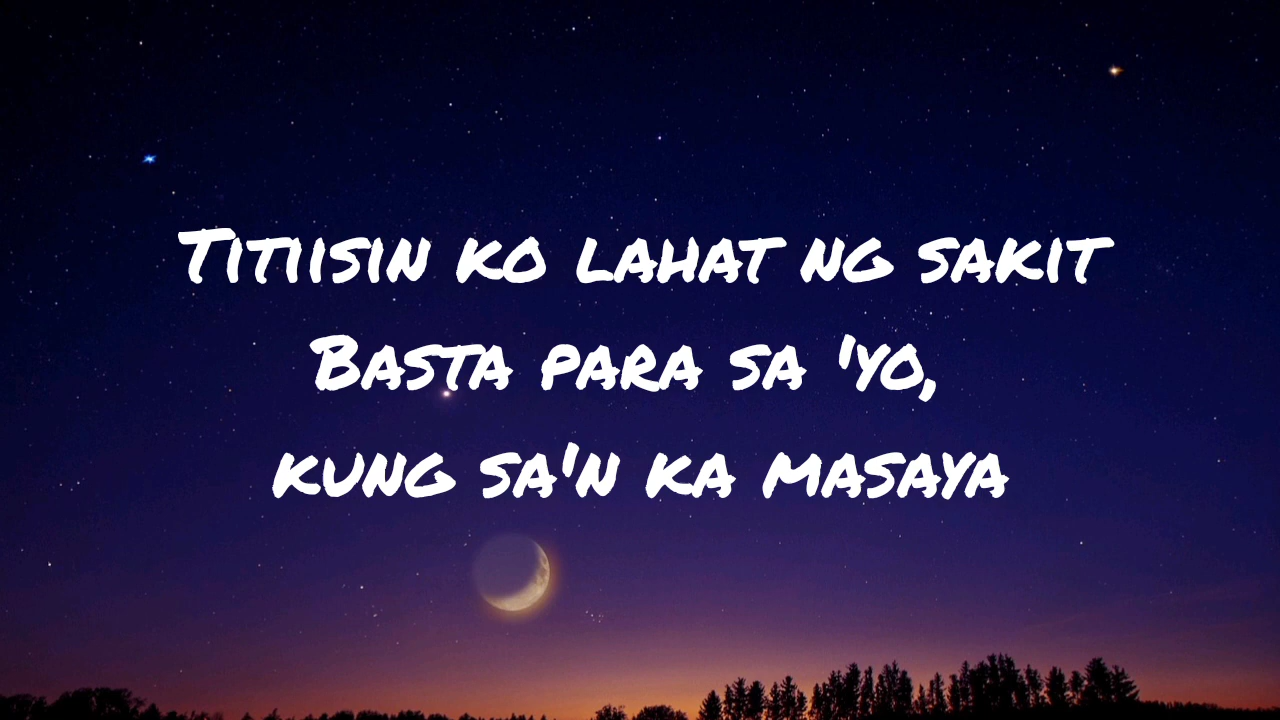 Titiisin ko lahat ng sakit
Basta para sa 'yo,
kung sa'n ka masaya